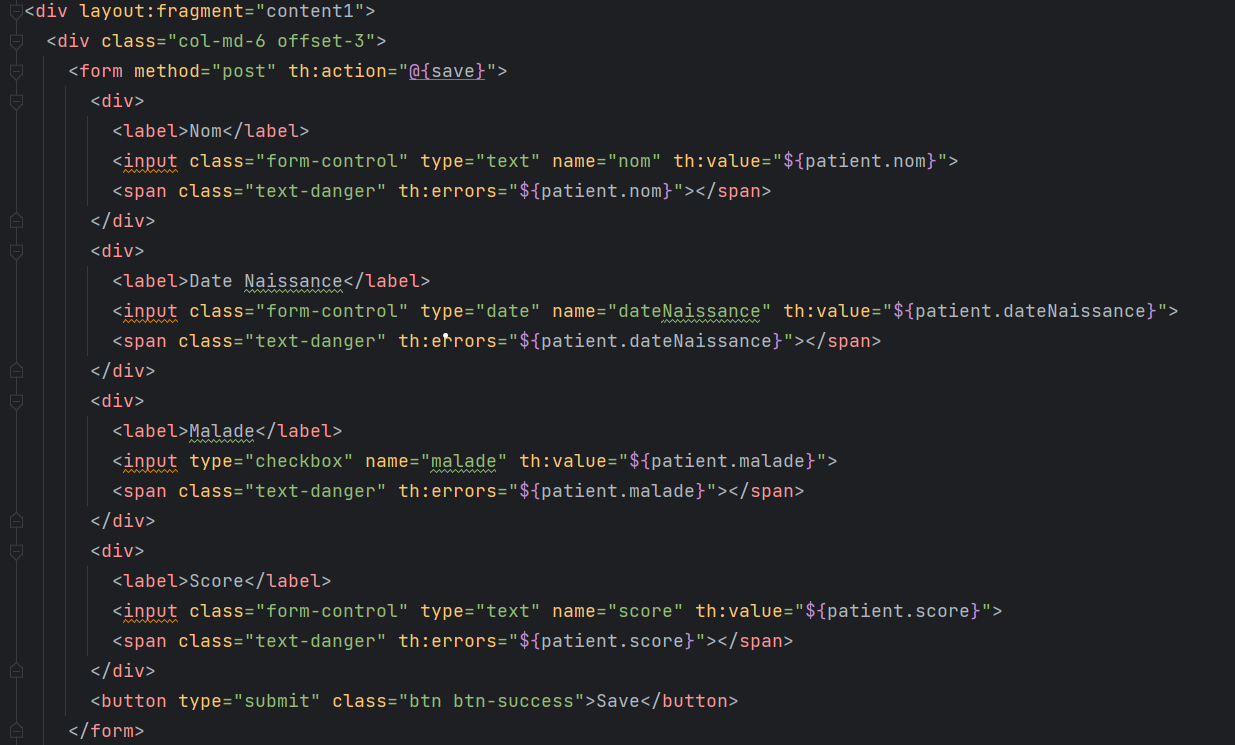 <div layout:fragment="content1">
<div class="col-md-6 offset-3">
<form method="post" th:action="@{save}">
<div>
<label>Nom</label>
<input class="form-control" type="text" name="nom" th:value="${patient.nom}">
<span class="text-danger" th:errors="${patient.nom}"></span>
</div>
<div>
<label>Date Naissance</label>
<input class="form-control" type="date" name="dateNaissance" th:value="${patient.dateNaissance}">
<span class="text-danger" th:errors="${patient.dateNaissance}"></span>
</div>
<div>
<label>Malade</label>
<input type="checkbox" name="malade" th:value="${patient.malade}">
<span class="text-danger" th:errors="${patient.malade}"></span>
</div>
<div>
<label>Score</label>
<input class="form-control" type="text" name="score" th:value="${patient.score}">
<span class="text-danger" th:errors="${patient.score}"></span>
</div>
<button type="submit" class="btn btn-success">Save</button>
</form>